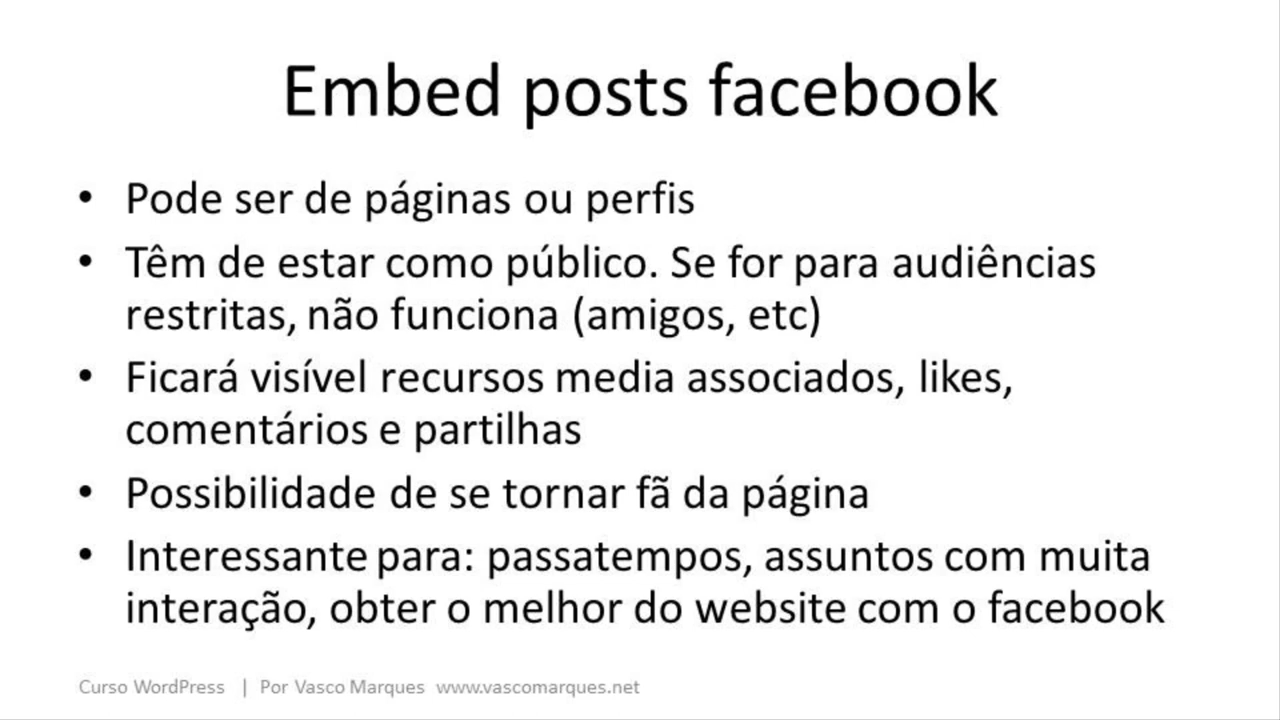 Embed posts facebook
• Pode ser de páginas ou perfis
• Têm de estar como público. Se for para audiências
restritas, não funciona (amigos, etc)
• Ficará visível recursos media associados, likes,
comentários e partilhas
• Possibilidade de se tornar fã da página
• Interessante para: passatempos, assuntos com muita
interação, obter o melhor do website com o facebook
Curso WordPress | Por Vasco Marques www.vascomarques.net